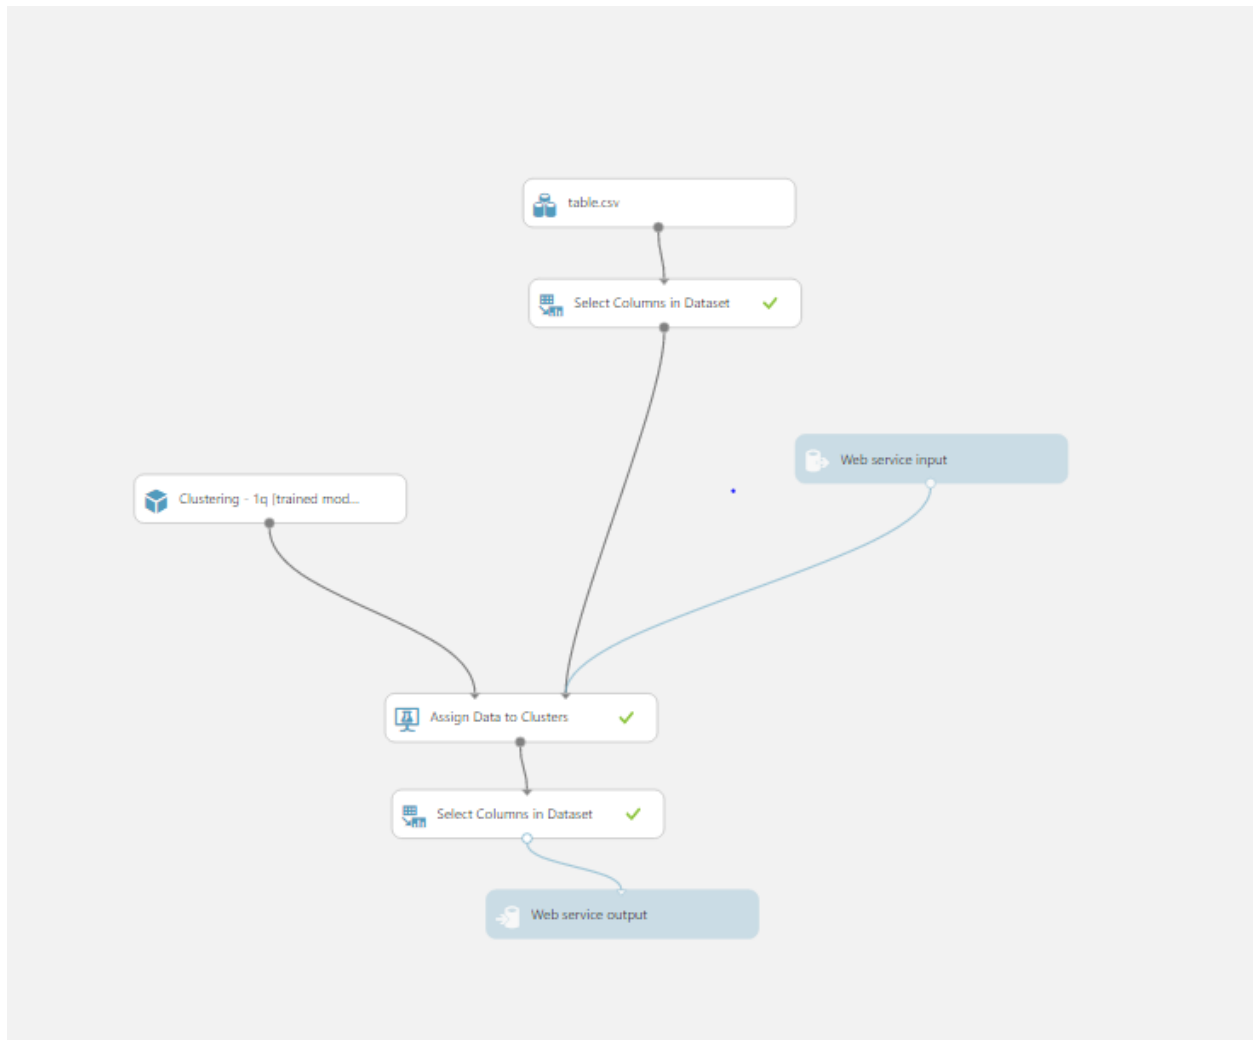 table.csv
Select Columns in Dataset
Web service input
Clustering - 1q [trained mod...
Assign Data to Clusters
Select Columns in Dataset
Web service output